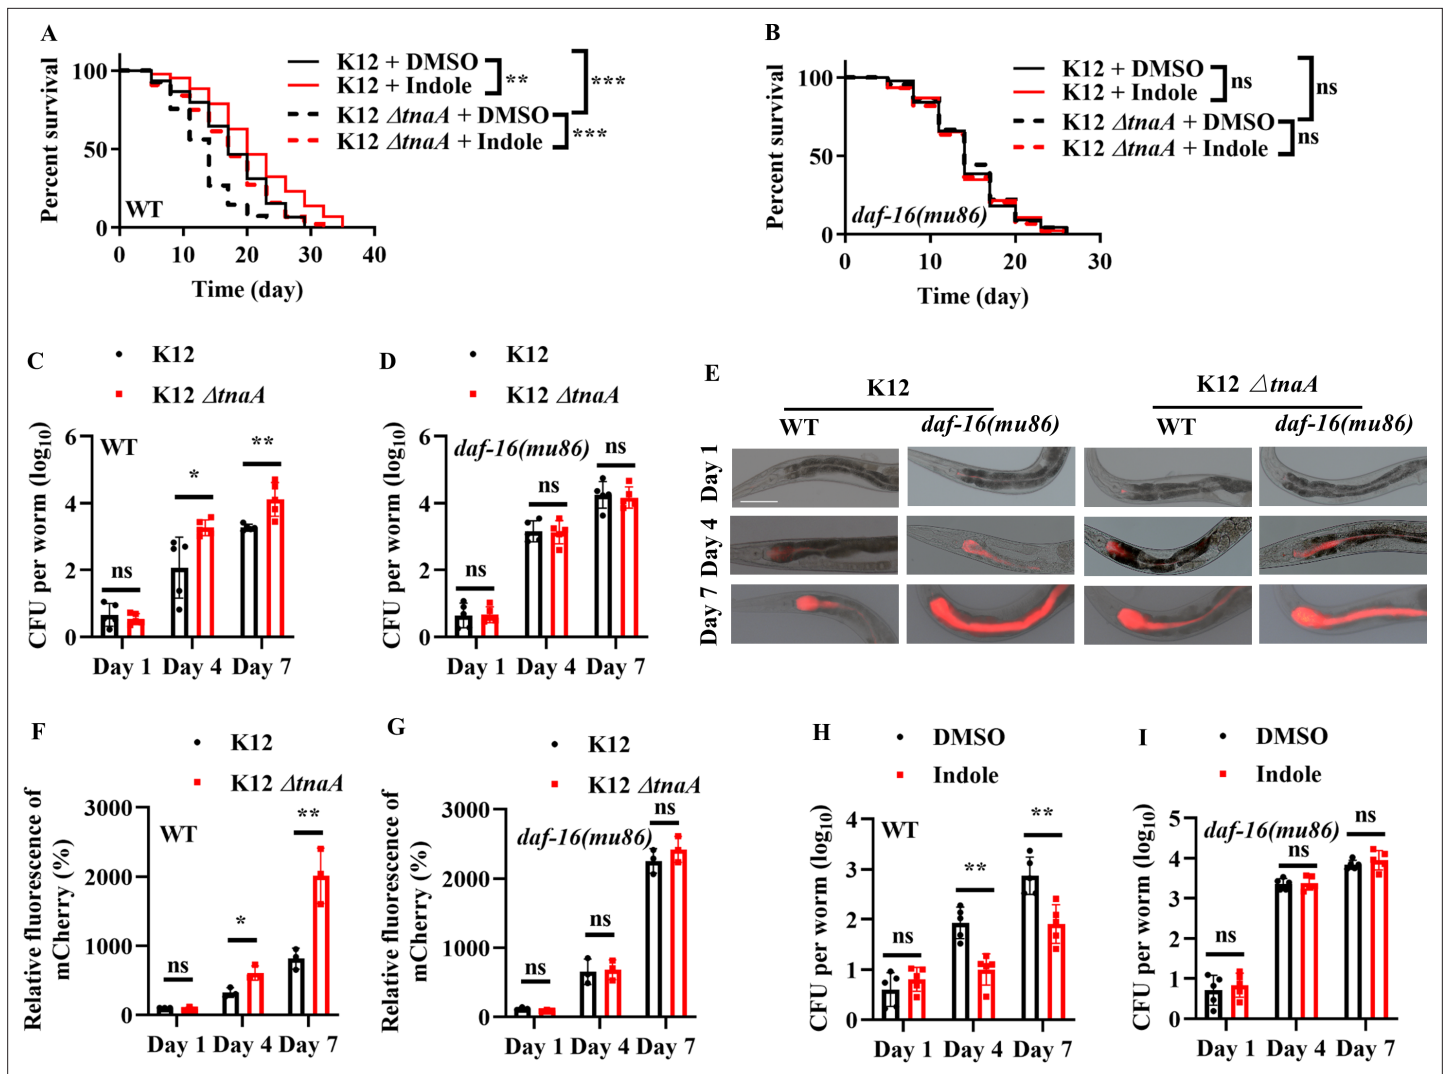 A
K12 + DMSO
K12 + Indole
K12 ΔtnaA + DMSO
K12 ΔtnaA + Indole
**
***
***
Percent survival
100
50
0
WT
0 10 20 30 40
Time (day)
B
K12 + DMSO
K12 + Indole
K12 ΔtnaA + DMSO
K12 ΔtnaA + Indole
ns
ns
ns
Percent survival
100
50
0
daf-16(mu86)
0 10 20 30
Time (day)
C
K12
K12 ΔtnaA
CFU per worm (log10)
6
4
2
0
WT
ns
*
**
Day 1 Day 4 Day 7
D
K12
K12 ΔtnaA
CFU per worm (log10)
6
4
2
0
daf-16(mu86)
ns
ns
ns
Day 1 Day 4 Day 7
E
K12
K12 △tnaA
WT
daf-16(mu86)
WT
daf-16(mu86)
Day 1
Day 4
Day 7
F
K12
K12 ΔtnaA
Relative fluorescence of
mCherry (%)
3000
2000
1000
0
WT
ns
*
**
Day 1 Day 4 Day 7
G
K12
K12 ΔtnaA
Relative fluorescence of
mCherry (%)
3000
2000
1000
0
daf-16(mu86)
ns
ns
ns
Day 1 Day 4 Day 7
H
DMSO
Indole
CFU per worm (log10)
4
3
2
1
0
WT
ns
**
**
Day 1 Day 4 Day 7
I
DMSO
Indole
CFU per worm (log10)
5
4
3
2
1
0
daf-16(mu86)
ns
ns
ns
Day 1 Day 4 Day 7